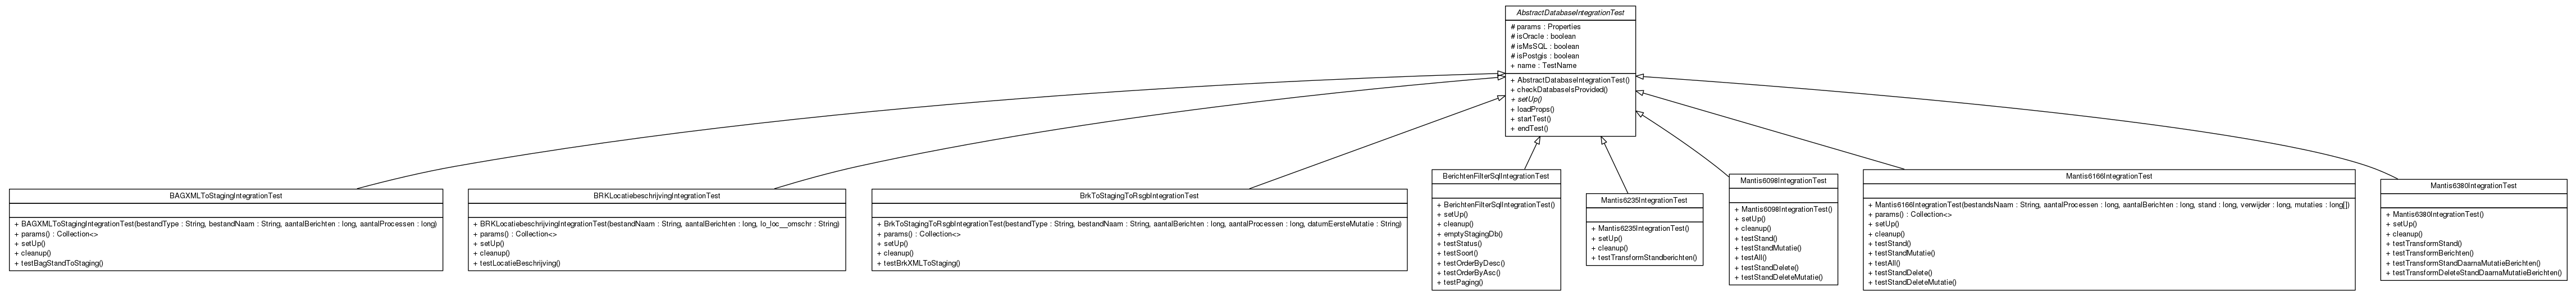 AbstractDatabaseIntegrationTest
# params : Properties
# isOracle : boolean
# isMsSQL : boolean
# isPostgis : boolean
+ name : TestName
+ AbstractDatabaseIntegrationTest()
+ checkDatabaseIsProvided()
+ setUp()
+ loadProps()
+ startTest()
+ endTest()
BAGXMLToStagingIntegrationTest
+ BAGXMLToStagingIntegrationTest(bestandType : String, bestandNaam : String, aantalBerichten : long, aantalProcessen : long)
+ params() : Collection<>
+ setUp()
+ cleanup()
+ testBagStandToStaging()
BRKLocatiebeschrijvingIntegrationTest
+ BRKLocatiebeschrijvingIntegrationTest(bestandNaam : String, aantalBerichten : long, lo_loc__omschr : String)
+ params() : Collection<>
+ setUp()
+ cleanup()
+ testLocatieBeschrijving()
BrkToStagingToRsgbIntegrationTest
+ BrkToStagingToRsgbIntegrationTest(bestandType : String, bestandNaam : String, aantalBerichten : long, aantalProcessen : long, datumEersteMutatie : String)
+ params() : Collection<>
+ setUp()
+ cleanup()
+ testBrkXMLToStaging()
BerichtenFilterSqlIntegrationTest
+ BerichtenFilterSqlIntegrationTest()
+ setUp()
+ cleanup()
+ emptyStagingDb()
+ testStatus()
+ testSoort()
+ testOrderByDesc()
+ testOrderByAsc()
+ testPaging()
Mantis6235IntegrationTest
+ Mantis6235IntegrationTest()
+ setUp()
+ cleanup()
+ testTransformStandberichten()
Mantis6098IntegrationTest
+ Mantis6098IntegrationTest()
+ setUp()
+ cleanup()
+ testStand()
+ testStandMutatie()
+ testAll()
+ testStandDelete()
+ testStandDeleteMutatie()
Mantis6166IntegrationTest
+ Mantis6166IntegrationTest(bestandsNaam : String, aantalProcessen : long, aantalBerichten : long, stand : long, verwijder : long, mutaties : long[])
+ params() : Collection<>
+ setUp()
+ cleanup()
+ testStand()
+ testStandMutatie()
+ testAll()
+ testStandDelete()
+ testStandDeleteMutatie()
Mantis6380IntegrationTest
+ Mantis6380IntegrationTest()
+ setUp()
+ cleanup()
+ testTransformStand()
+ testTransformBerichten()
+ testTransformStandDaarnaMutatieBerichten()
+ testTransformDeleteStandDaarnaMutatieBerichten()